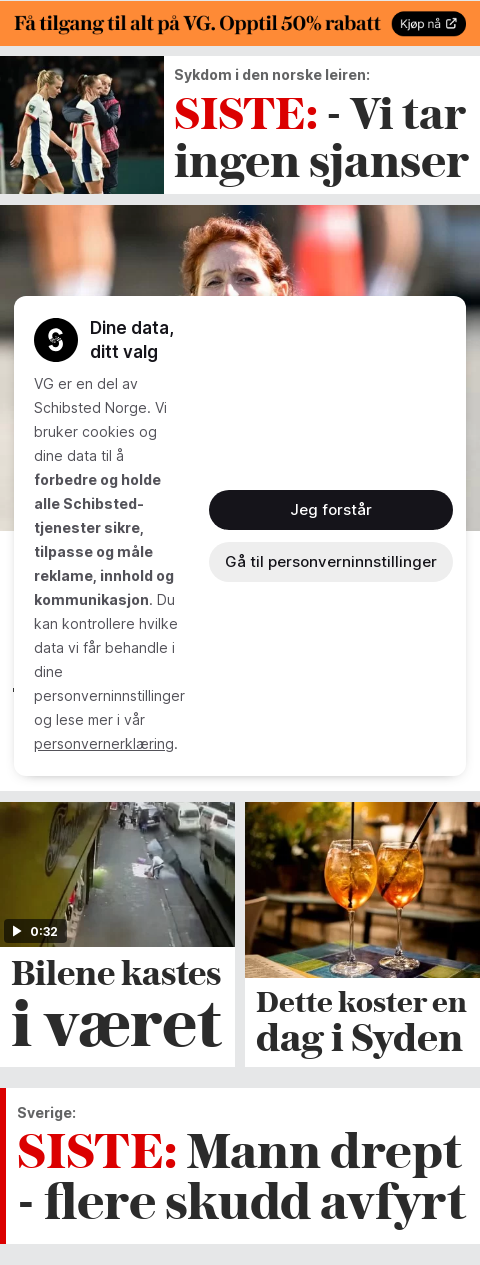 Få tilgang til alt på VG. Opptil 50% rabatt
Kjøp nå
Sykdom i den norske leiren:
SISTE: - Vi tar
ingen sjanser
Dine data,
ditt valg
VG er en del av
Schibsted Norge. Vi
bruker cookies og
dine data til å
forbedre og holde
alle Schibsted-
tjenester sikre,
tilpasse og måle
reklame, innhold og
kommunikasjon. Du
kan kontrollere hvilke
data vi får behandle i
dine
personverninnstillinger
og lese mer i vår
personvernerklæring.
Jeg forstår
Gå til personverninnstillinger
0:32
Bilene kastes
i været
Dette koster en
dag i Syden
Sverige:
SISTE: Mann drept
- flere skudd avfyrt